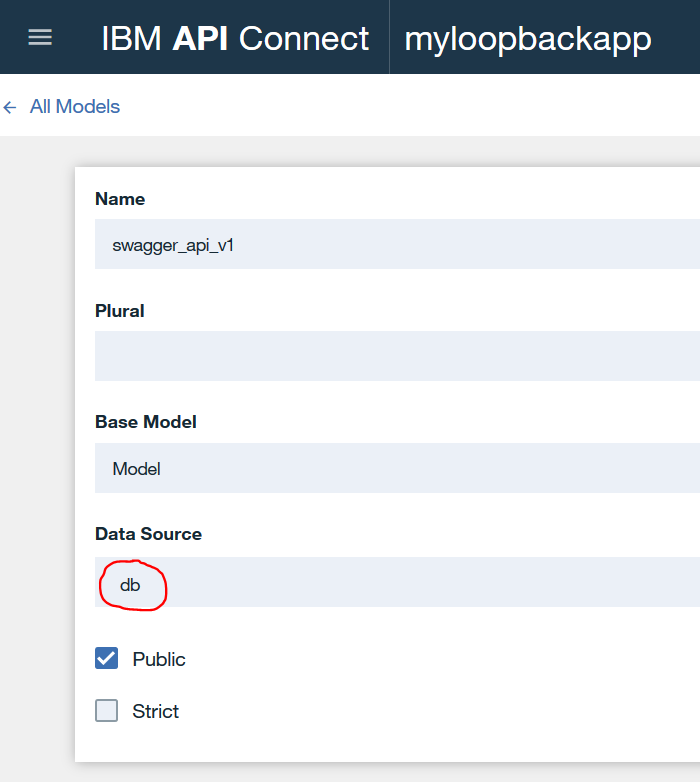 IBM API Connect myloopbackapp
← All Models
Name
swagger_api_v1
Plural
Base Model
Model
Data Source
db
Public
Strict